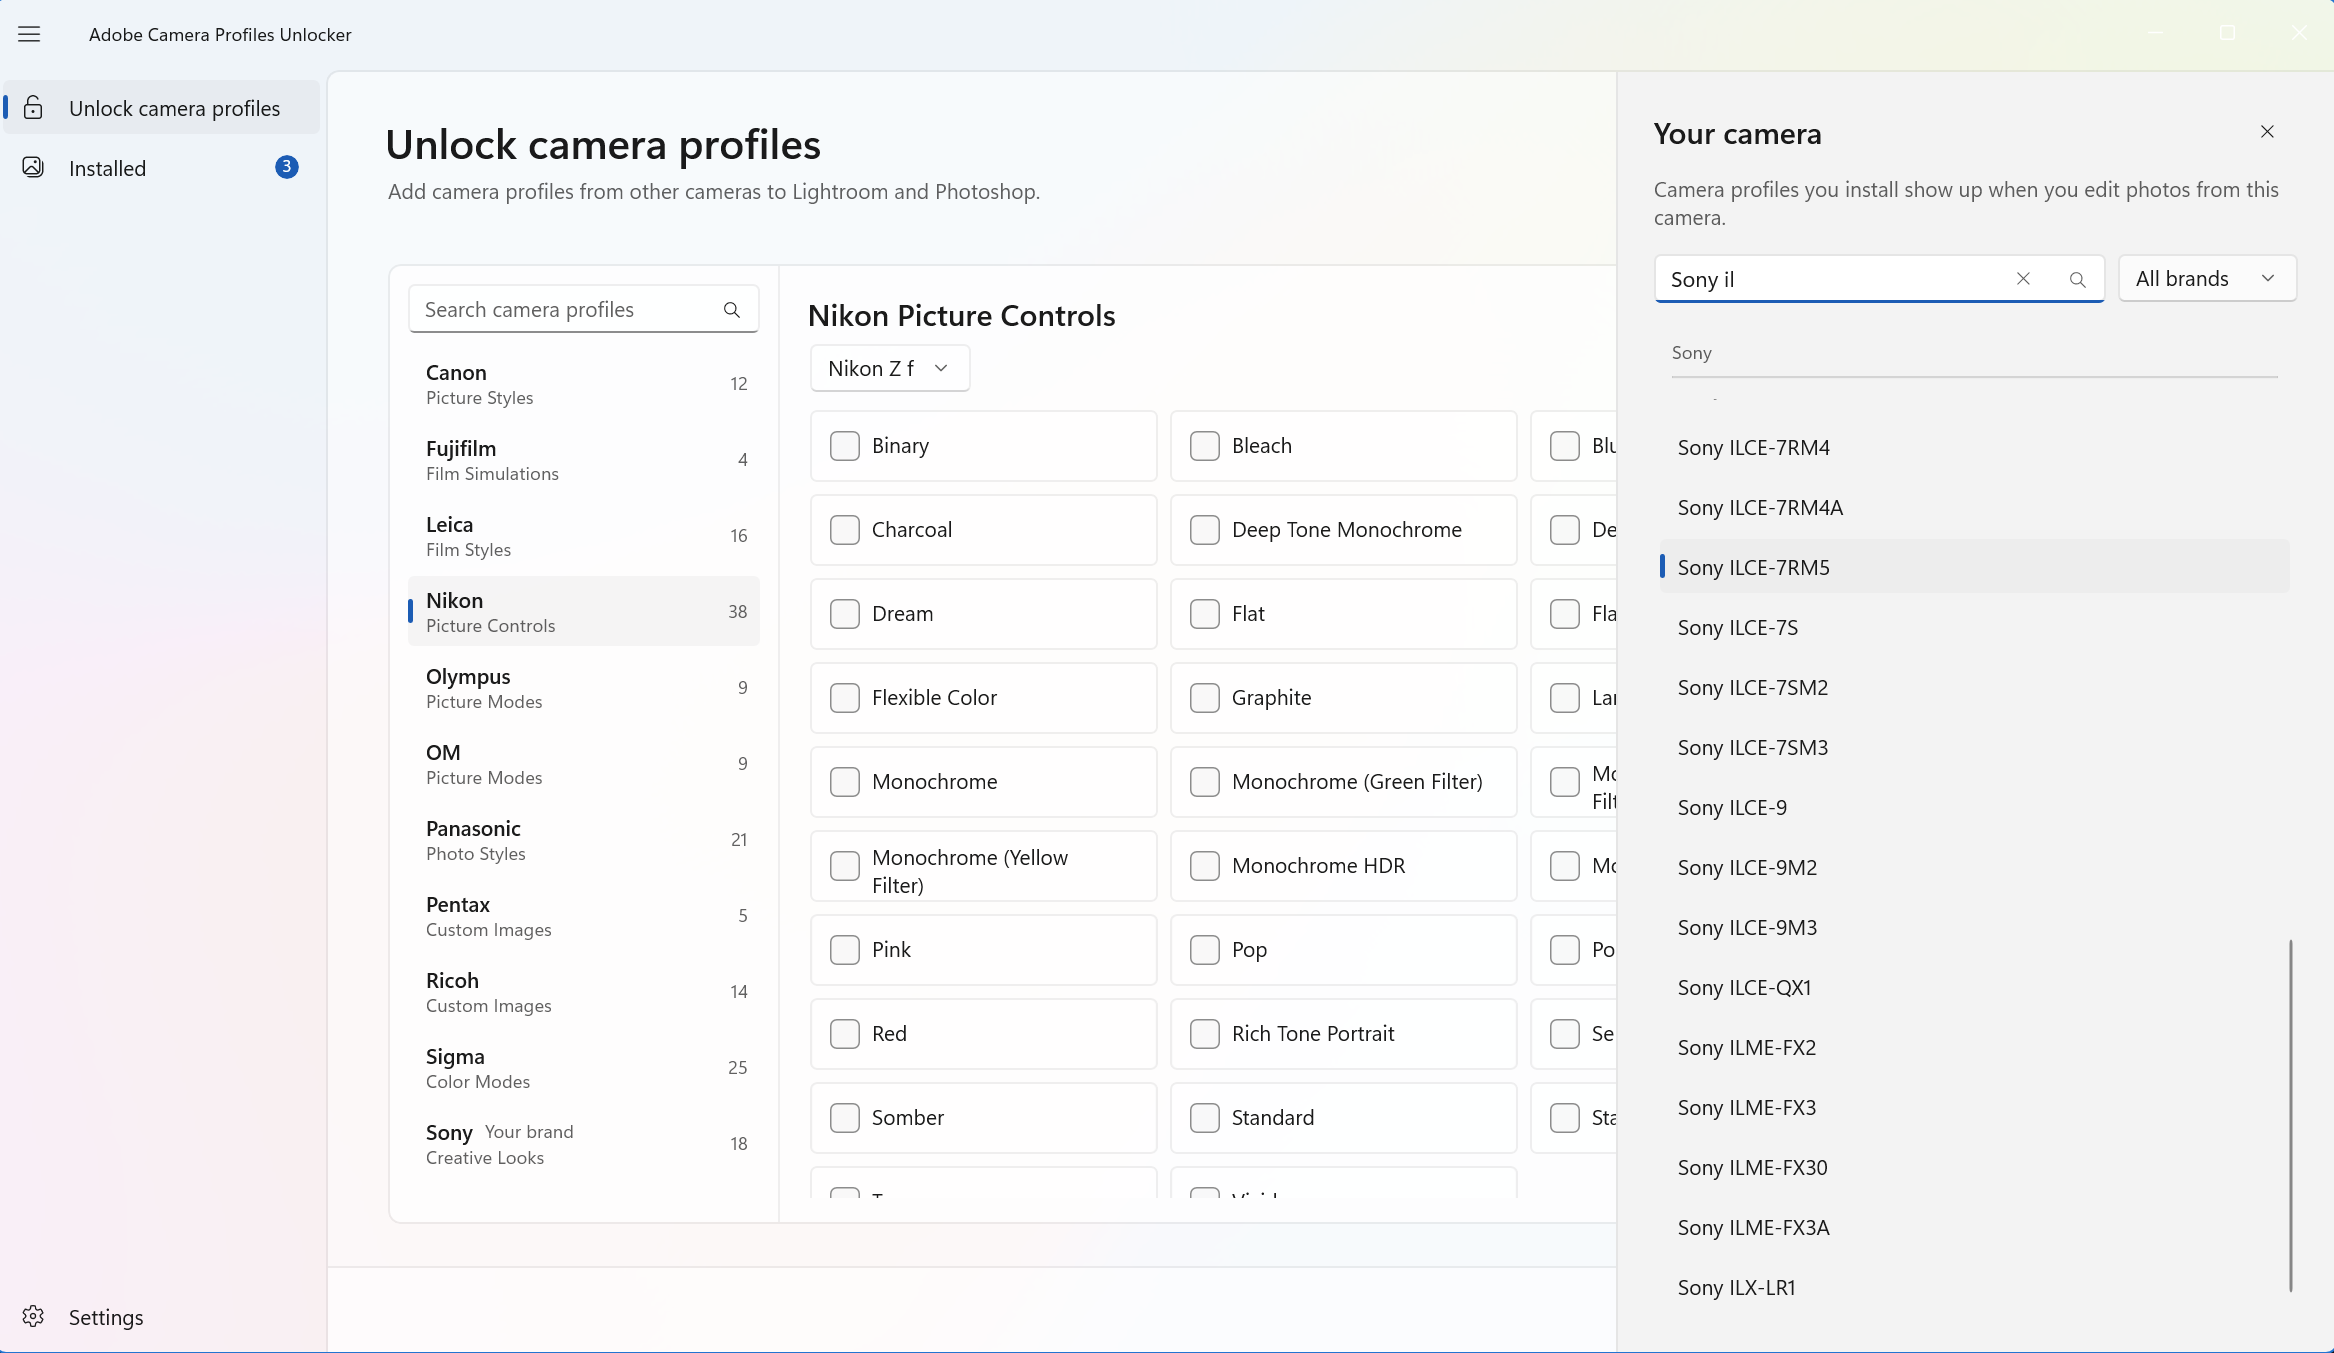 Adobe Camera Profiles Unlocker
Unlock camera profiles
Installed
3
Settings
Unlock camera profiles
Add camera profiles from other cameras to Lightroom and Photoshop.
Search camera profiles
Canon
Picture Styles
12
Fujifilm
Film Simulations
4
Leica
Film Styles
16
Nikon
Picture Controls
38
Olympus
Picture Modes
9
OM
Picture Modes
9
Panasonic
Photo Styles
21
Pentax
Custom Images
5
Ricoh
Custom Images
14
Sigma
Color Modes
25
Sony Your brand
Creative Looks
18
Nikon Picture Controls
Nikon Z f
Binary
Bleach
Charcoal
Deep Tone Monochrome
Dream
Flat
Flexible Color
Graphite
Monochrome
Monochrome (Green Filter)
Monochrome (Yellow
Filter)
Monochrome HDR
Pink
Pop
Red
Rich Tone Portrait
Somber
Standard
Your camera
Camera profiles you install show up when you edit photos from this
camera.
Sony il
All brands
Sony
Sony ILCE-7RM4
Sony ILCE-7RM4A
Sony ILCE-7RM5
Sony ILCE-7S
Sony ILCE-7SM2
Sony ILCE-7SM3
Sony ILCE-9
Sony ILCE-9M2
Sony ILCE-9M3
Sony ILCE-QX1
Sony ILME-FX2
Sony ILME-FX3
Sony ILME-FX30
Sony ILME-FX3A
Sony ILX-LR1